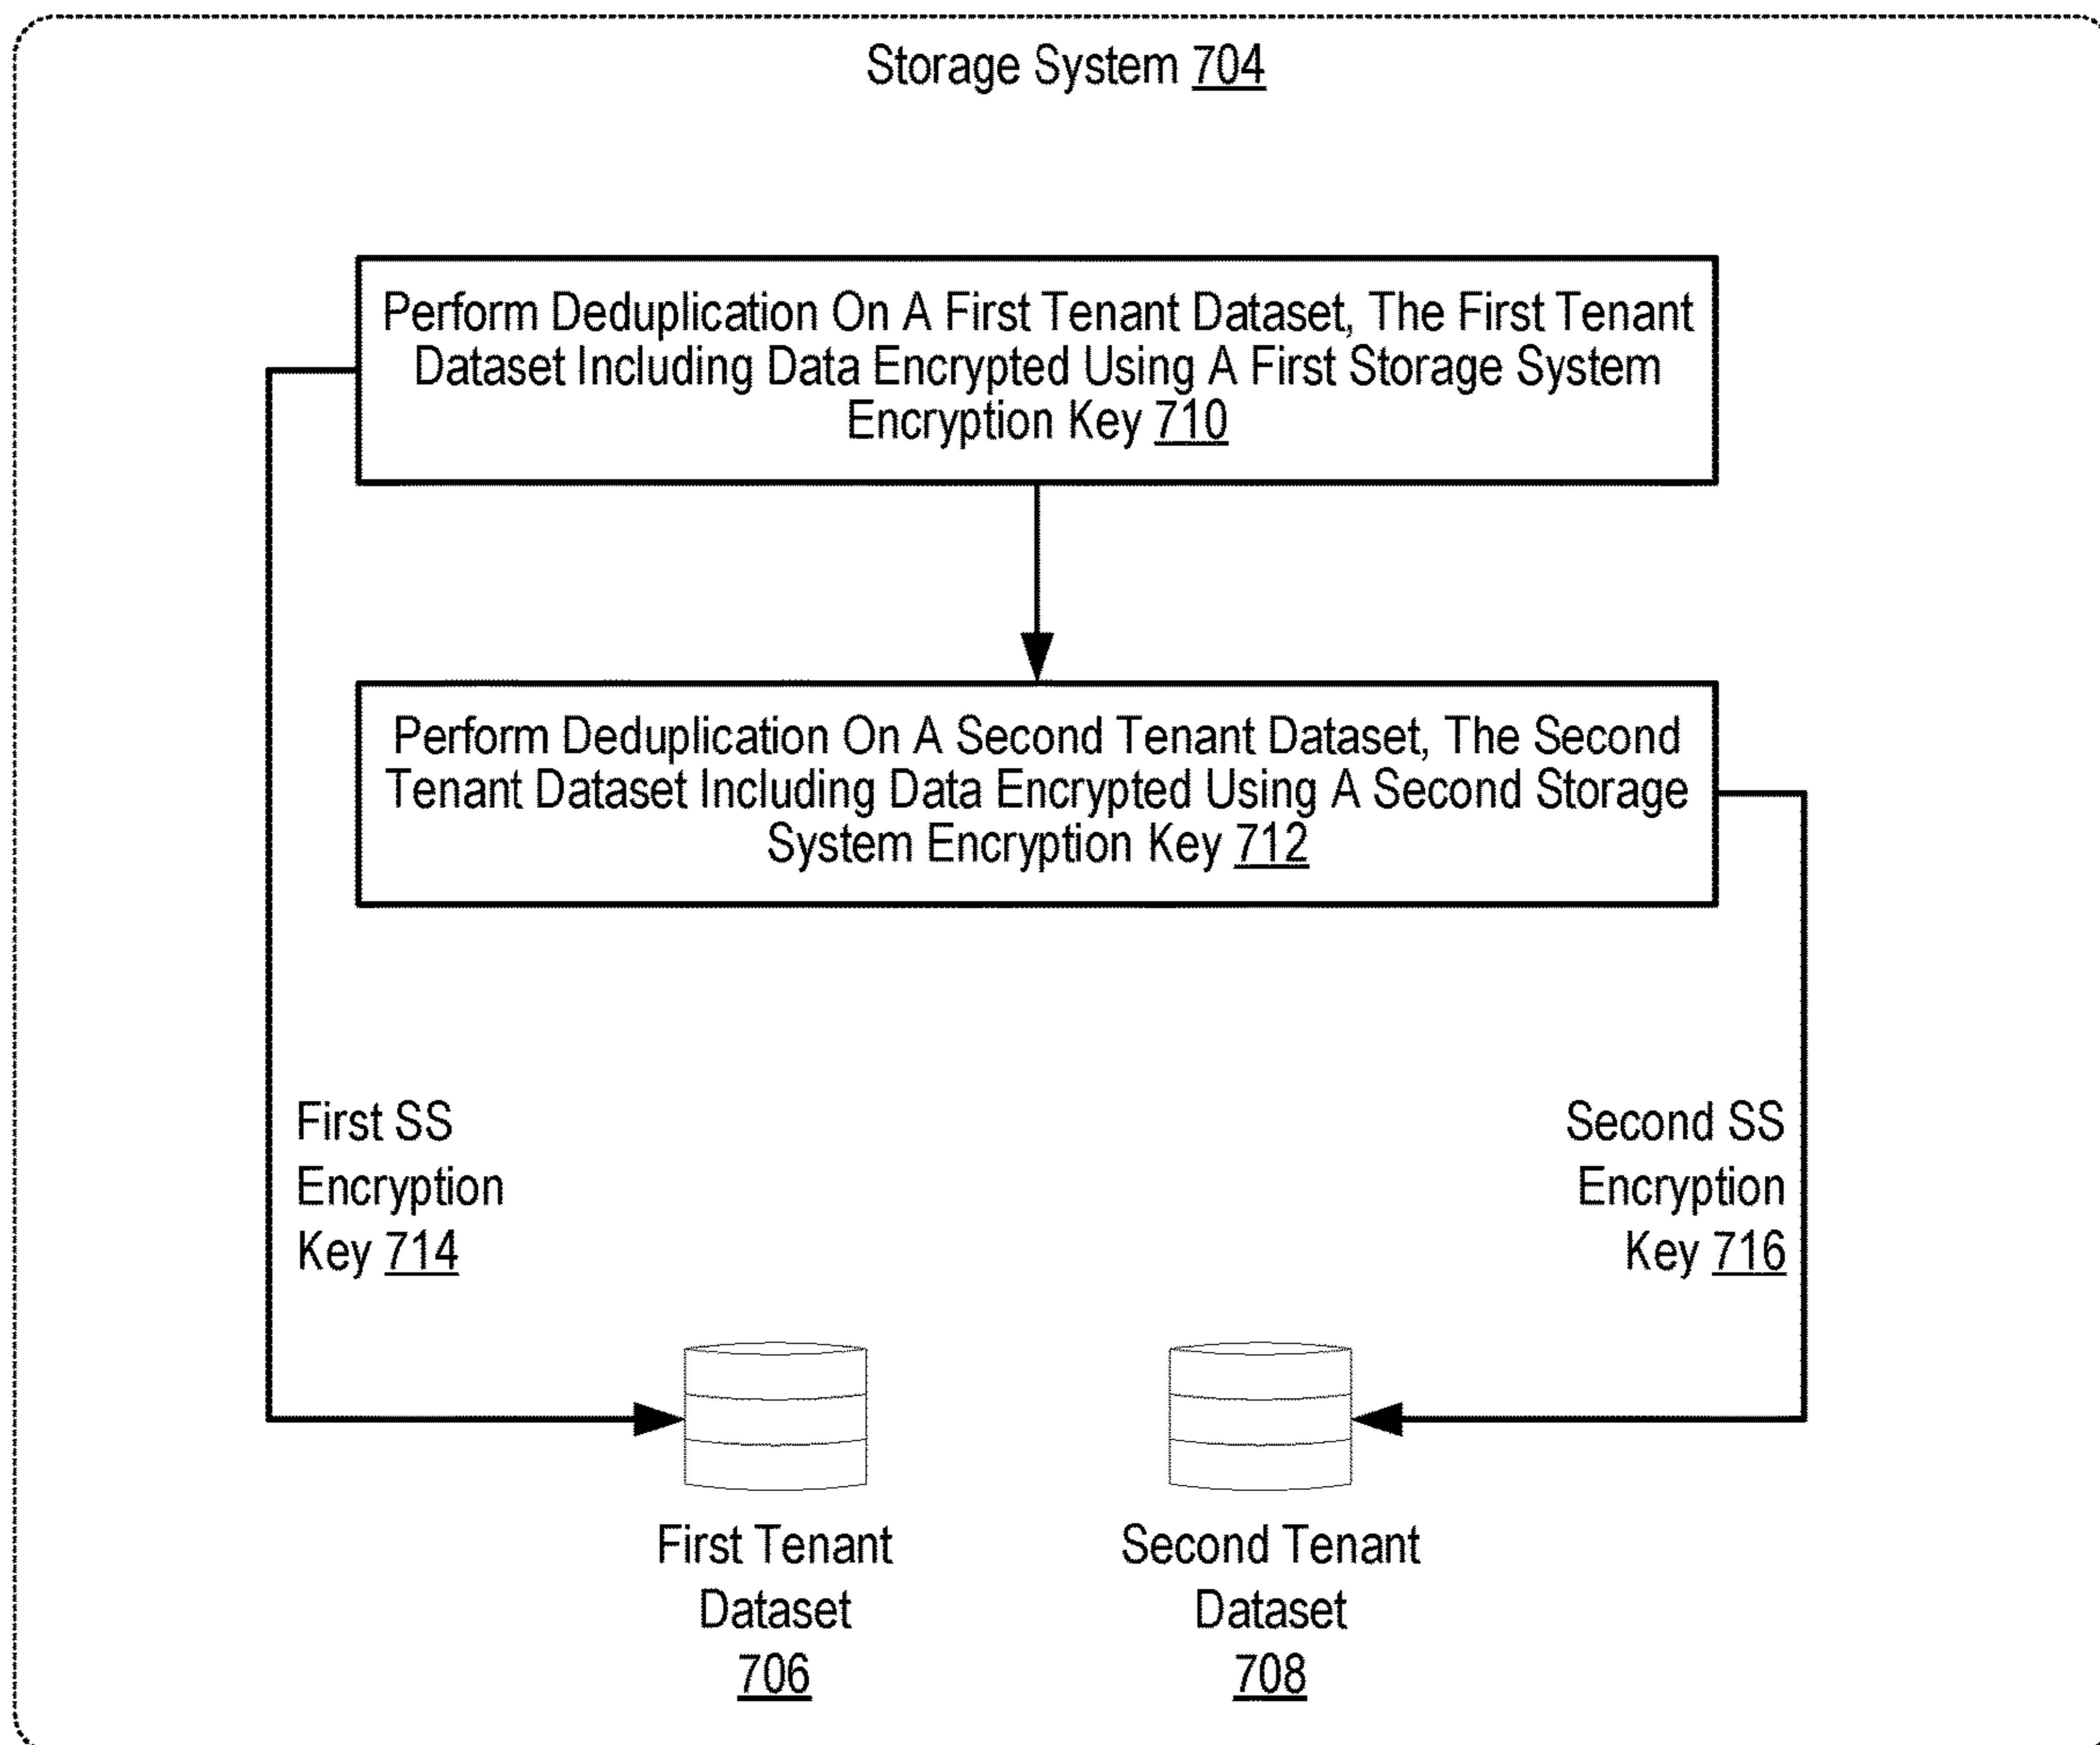 Storage System 704
Perform Deduplication On A First Tenant Dataset, The First Tenant
Dataset Including Data Encrypted Using A First Storage System
Encryption Key 710
Perform Deduplication On A Second Tenant Dataset, The Second
Tenant Dataset Including Data Encrypted Using A Second Storage
System Encryption Key 712
First SS
Encryption
Key 714
Second SS
Encryption
Key 716
First Tenant
Dataset
706
Second Tenant
Dataset
708